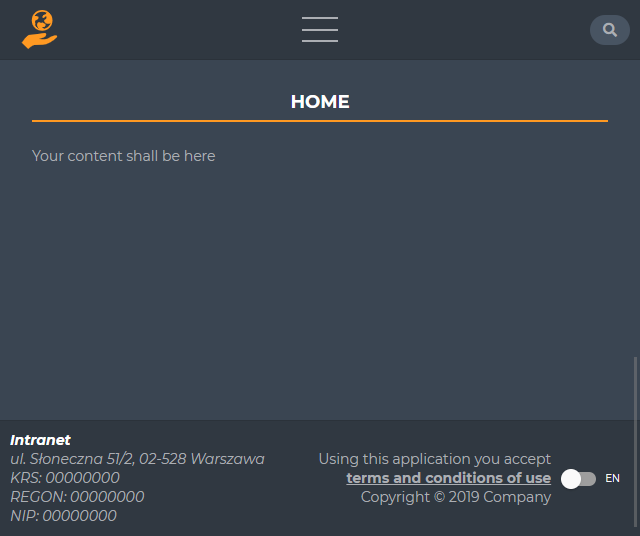 HOME
Your content shall be here
Intranet
ul. Słoneczna 51/2, 02-528 Warszawa
KRS: 00000000
REGON: 00000000
NIP: 00000000
Using this application you accept
terms and conditions of use
Copyright © 2019 Company
EN